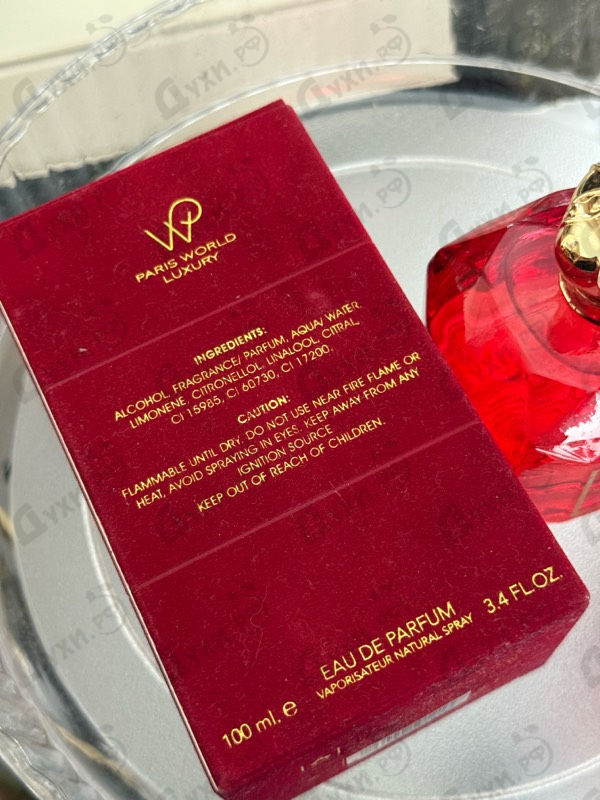 PARIS WORLD
LUXURY
INGREDIENTS:
ALCOHOL, FRAGRANCE/ PARFUM, AQUA/ WATER,
LIMONENE, CITRONELLOL, LINALOOL, CITRAL,
CI 15985, CI 60730, CI 17200,
CAUTION:
FLAMMABLE UNTIL DRY. DO NOT USE NEAR FIRE FLAME OR
HEAT, AVOID SPRAYING IN EYES. KEEP AWAY FROM ANY
IGNITION SOURCE
KEEP OUT OF REACH OF CHILDREN.
EAU DE PARFUM
VAPORISATEUR NATURAL SPRAY
100 ml. e
3.4 FL.OZ.
Духи.рф